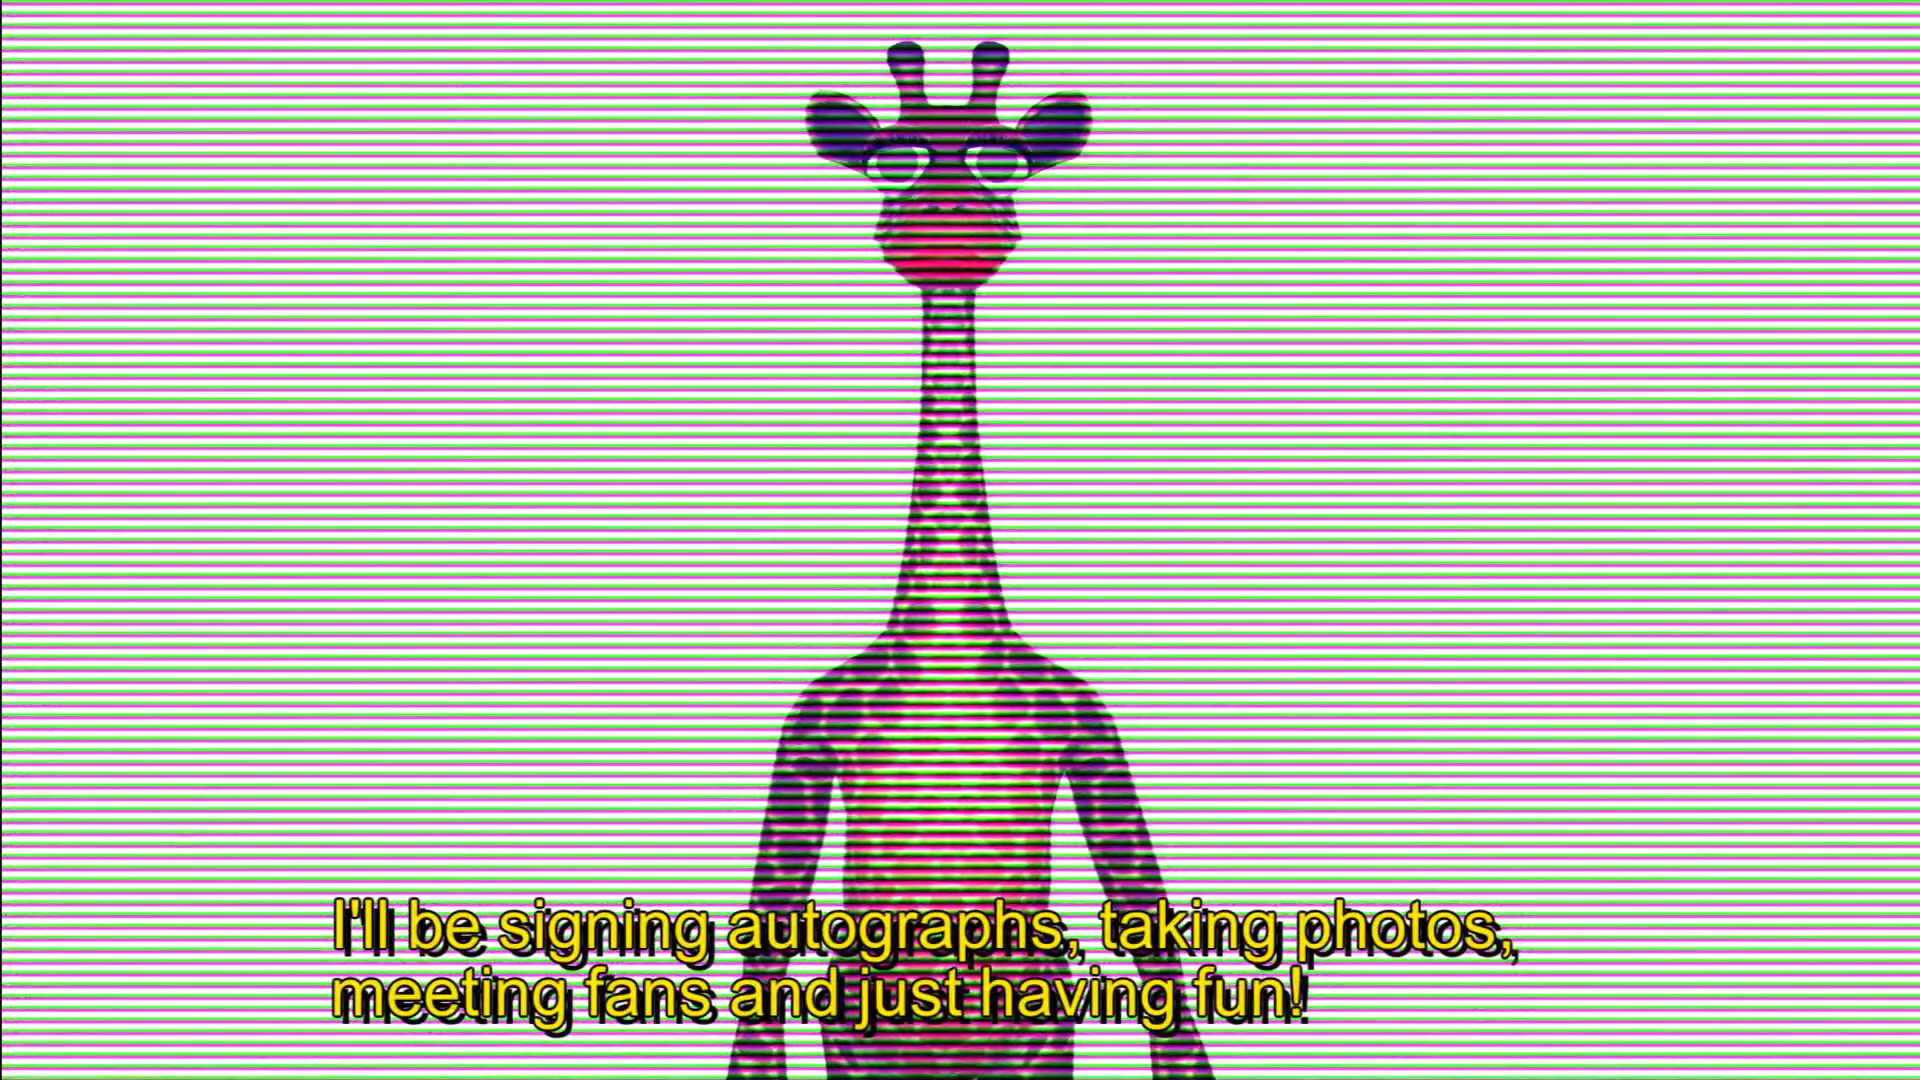 I'll be signing autographs, taking photos,
meeting fans and just having fun!